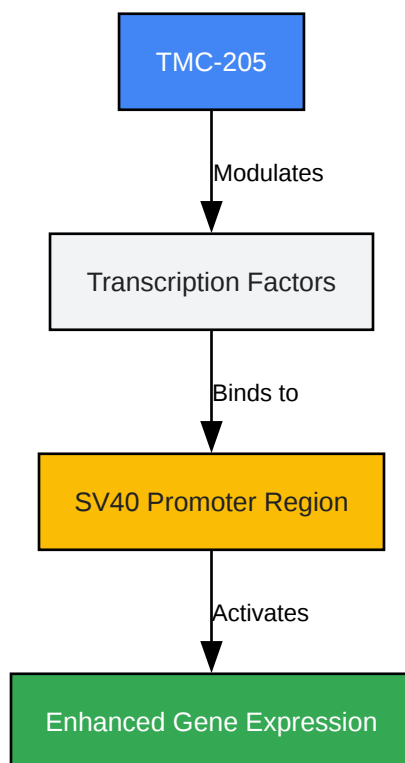 TMC-205
Modulates
Transcription Factors
Binds to
SV40 Promoter Region
Activates
Enhanced Gene Expression